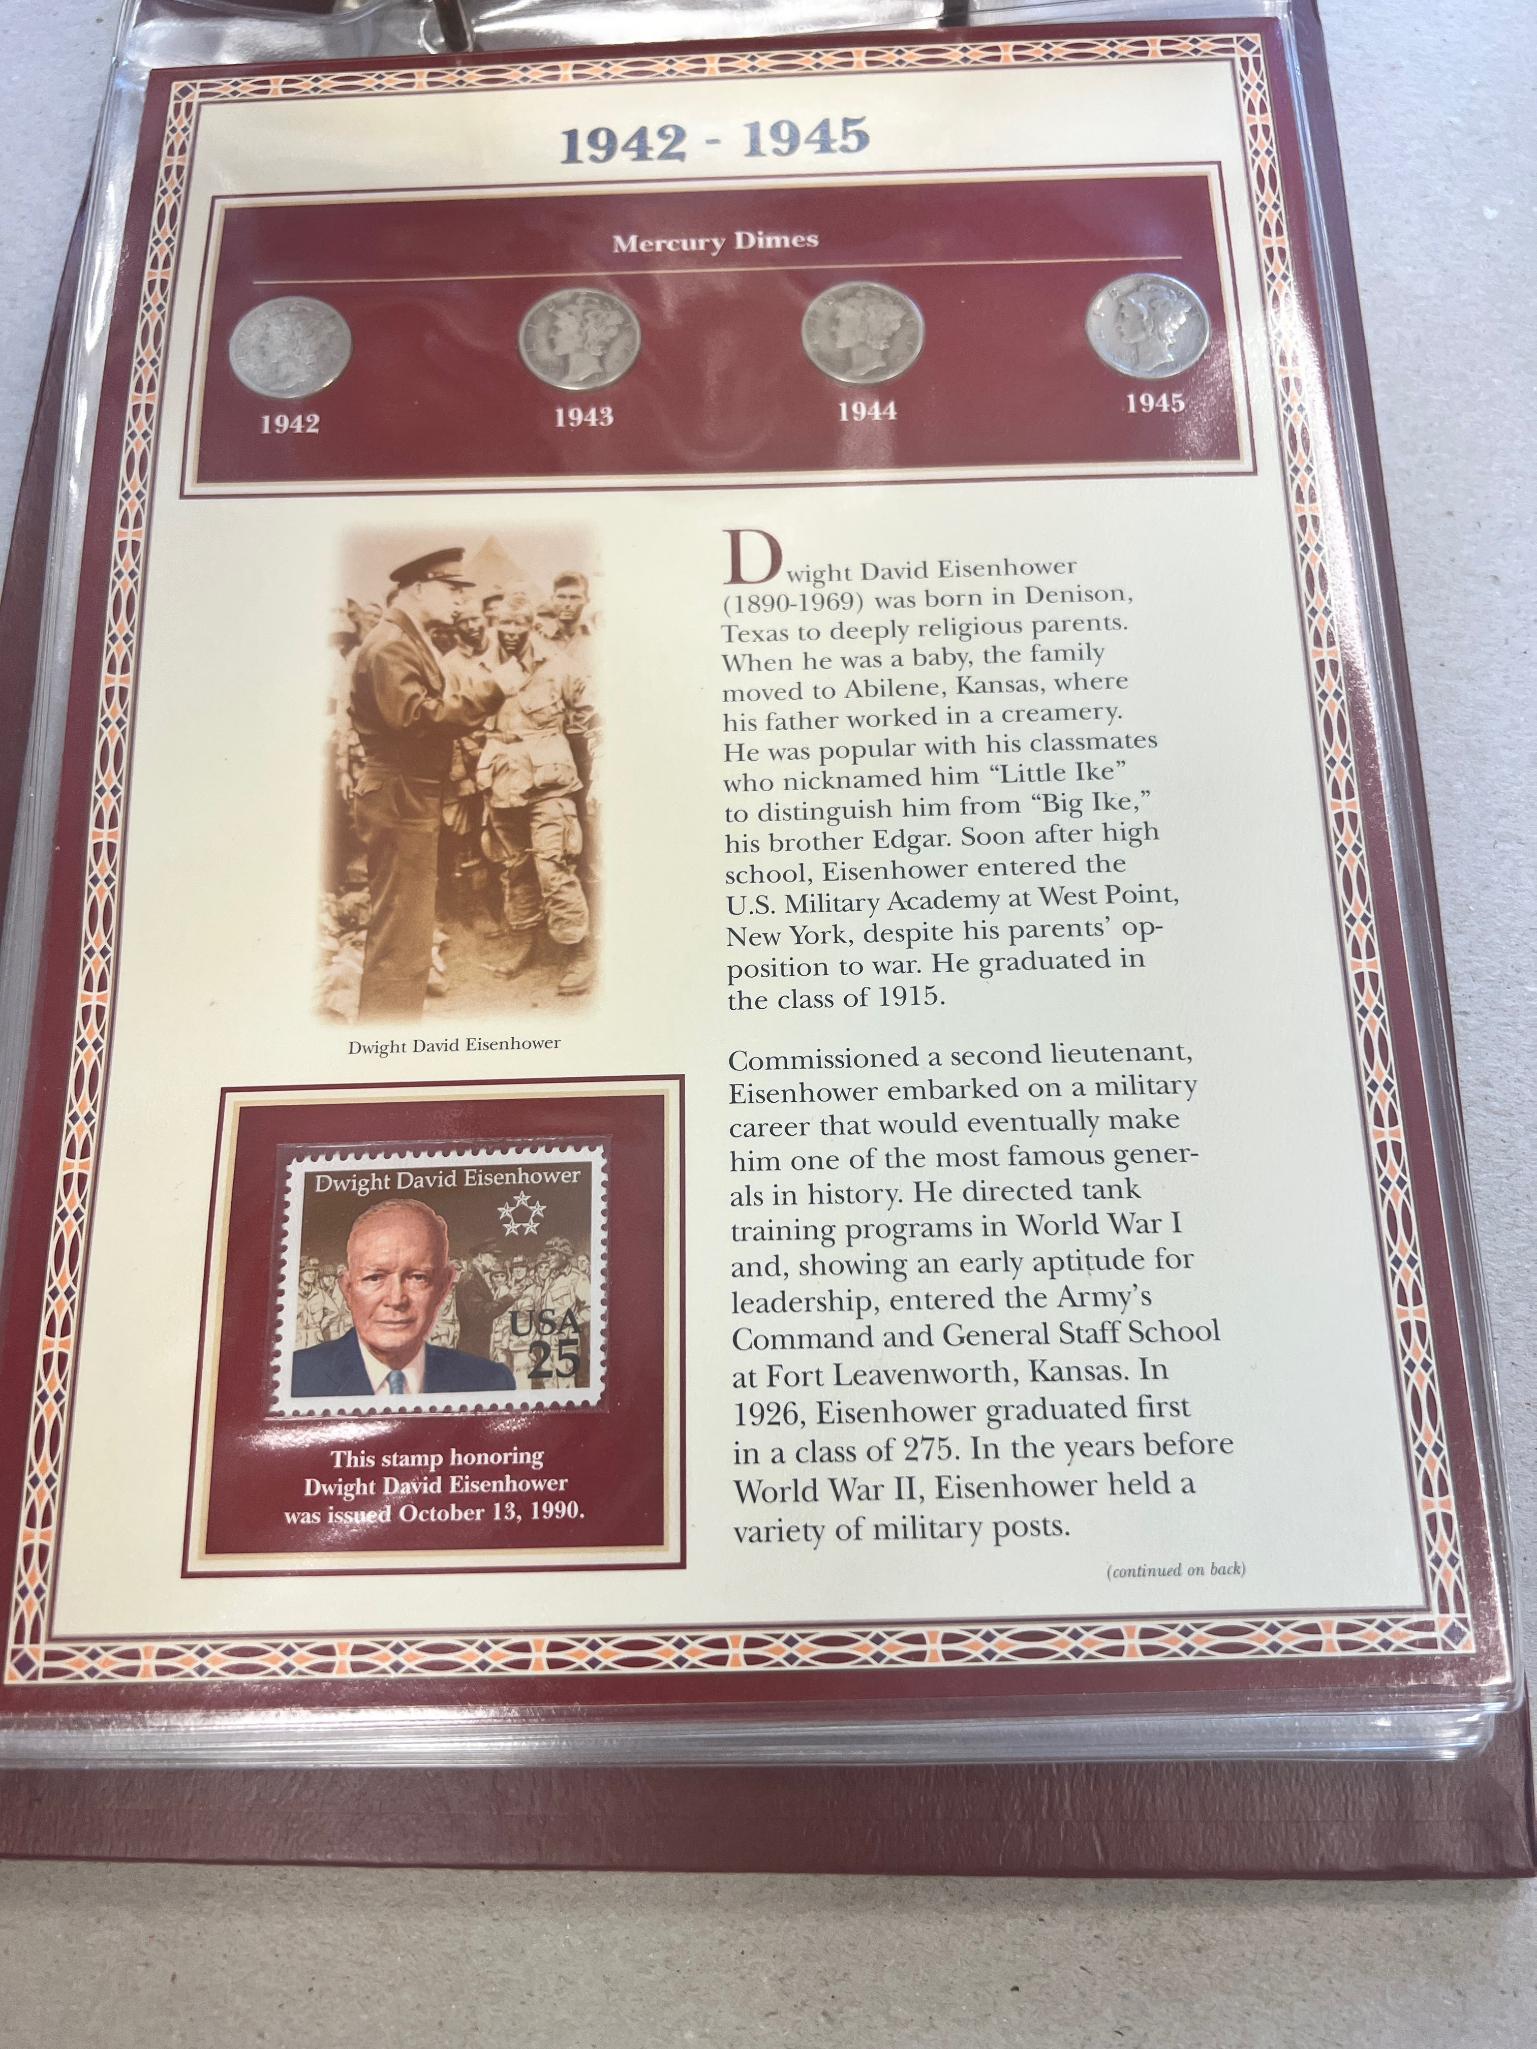 1942 - 1945
Mercury Dimes
1942
1943
1944
1945
Dwight David Eisenhower
Dwight David Eisenhower
USA
25
This stamp honoring
Dwight David Eisenhower
was issued October 13, 1990.
Dwight David Eisenhower
(1890-1969) was born in Denison,
Texas to deeply religious parents.
When he was a baby, the family
moved to Abilene, Kansas, where
his father worked in a creamery.
He was popular with his classmates
who nicknamed him “Little Ike”
to distinguish him from “Big Ike,”
his brother Edgar. Soon after high
school, Eisenhower entered the
U.S. Military Academy at West Point,
New York, despite his parents’ op-
position to war. He graduated in
the class of 1915.
Commissioned a second lieutenant,
Eisenhower embarked on a military
career that would eventually make
him one of the most famous gener-
als in history. He directed tank
training programs in World War I
and, showing an early aptitude for
leadership, entered the Army’s
Command and General Staff School
at Fort Leavenworth, Kansas. In
1926, Eisenhower graduated first
in a class of 275. In the years before
World War II, Eisenhower held a
variety of military posts.
(continued on back)